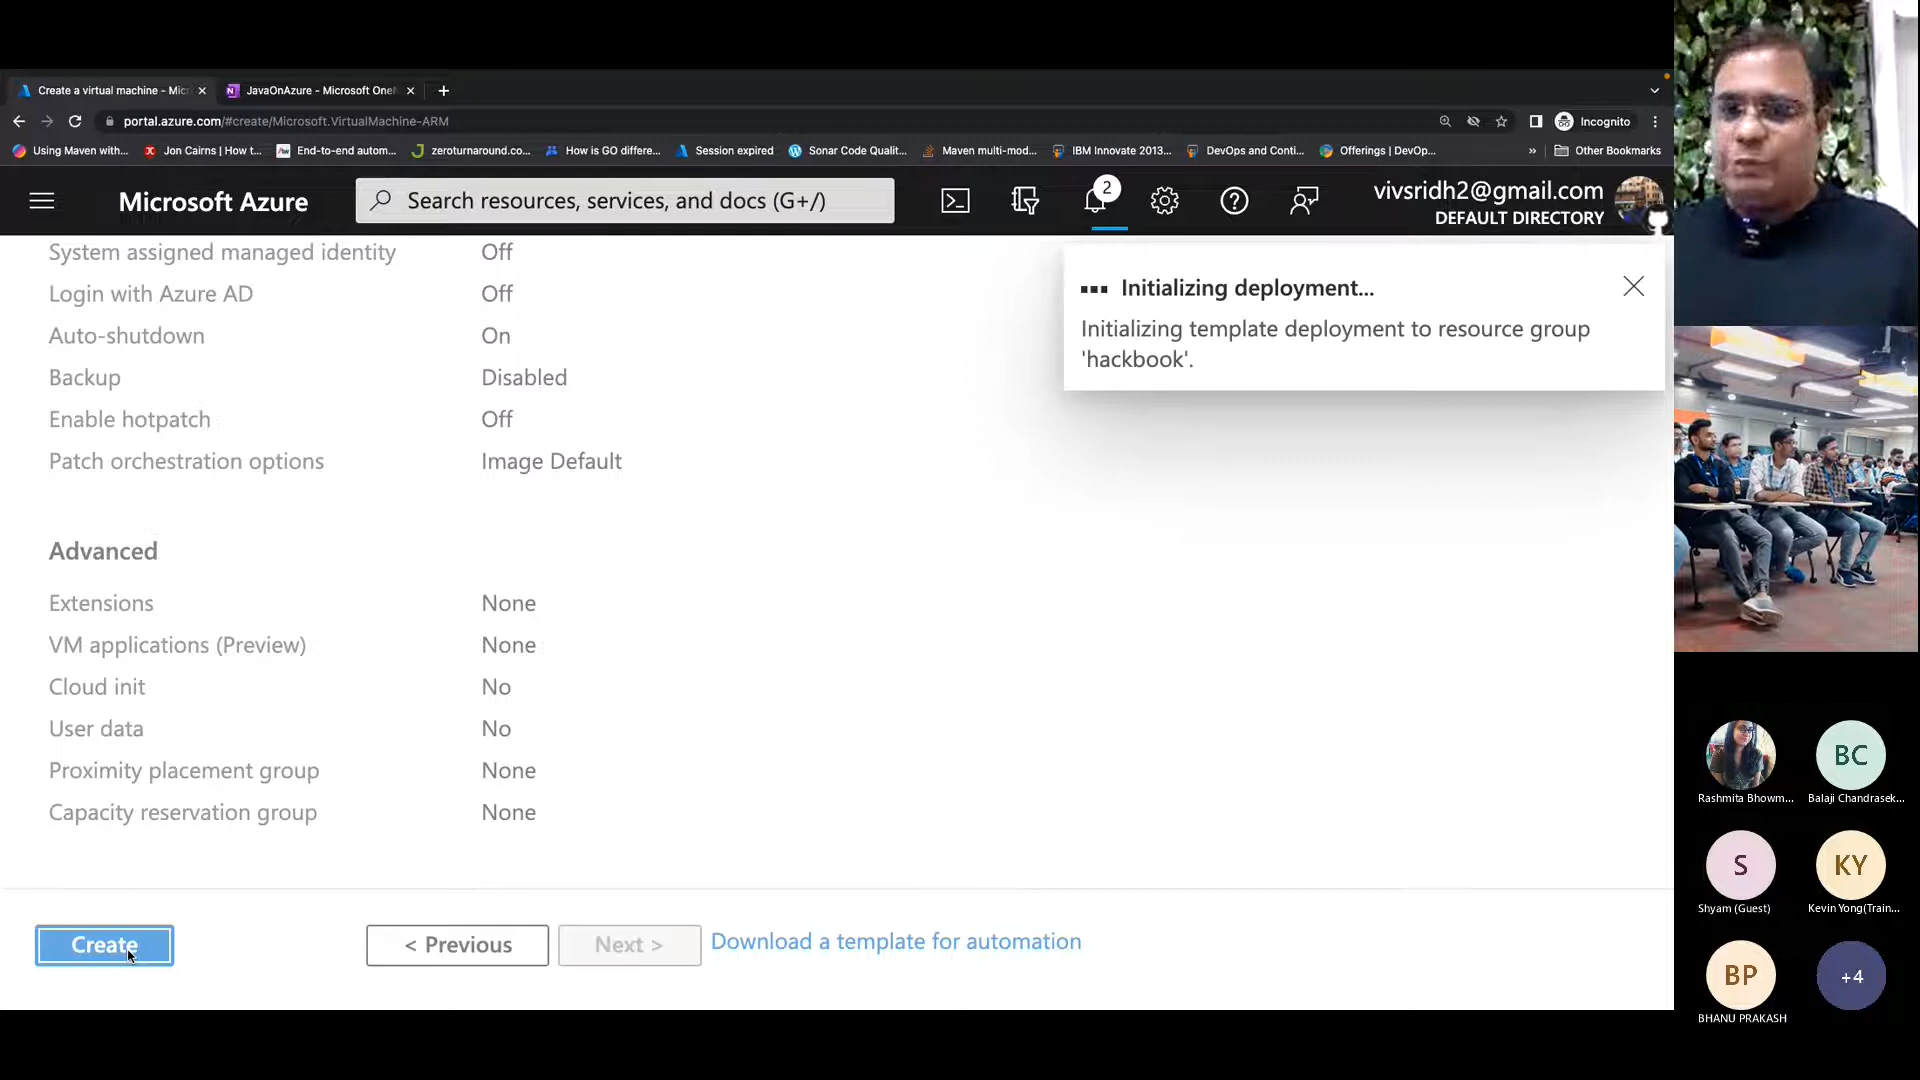 Create a virtual machine - Micr
JavaOnAzure - Microsoft OneN
portal.azure.com/#create/Microsoft.VirtualMachine-ARM
Incognito
Using Maven with...
Jon Cairns | How t...
End-to-end autom...
zeroturnaround.co...
How is GO differe...
Session expired
Sonar Code Qualit...
Maven multi-mod...
IBM Innovate 2013...
DevOps and Conti...
Offerings | DevOp...
»
Other Bookmarks
Microsoft Azure
Search resources, services, and docs (G+/)
2
vivsridh2@gmail.com
DEFAULT DIRECTORY
System assigned managed identity Off
Login with Azure AD Off
Auto-shutdown On
Backup Disabled
Enable hotpatch Off
Patch orchestration options Image Default
Initializing deployment...
Initializing template deployment to resource group
'hackbook'.
Advanced
Extensions None
VM applications (Preview) None
Cloud init No
User data No
Proximity placement group None
Capacity reservation group None
Create
< Previous
Next >
Download a template for automation
Rashmita Bhowm...
BC
Balaji Chandrasek...
S
Shyam (Guest)
KY
Kevin Yong(Train...
BP
BHANU PRAKASH
+4